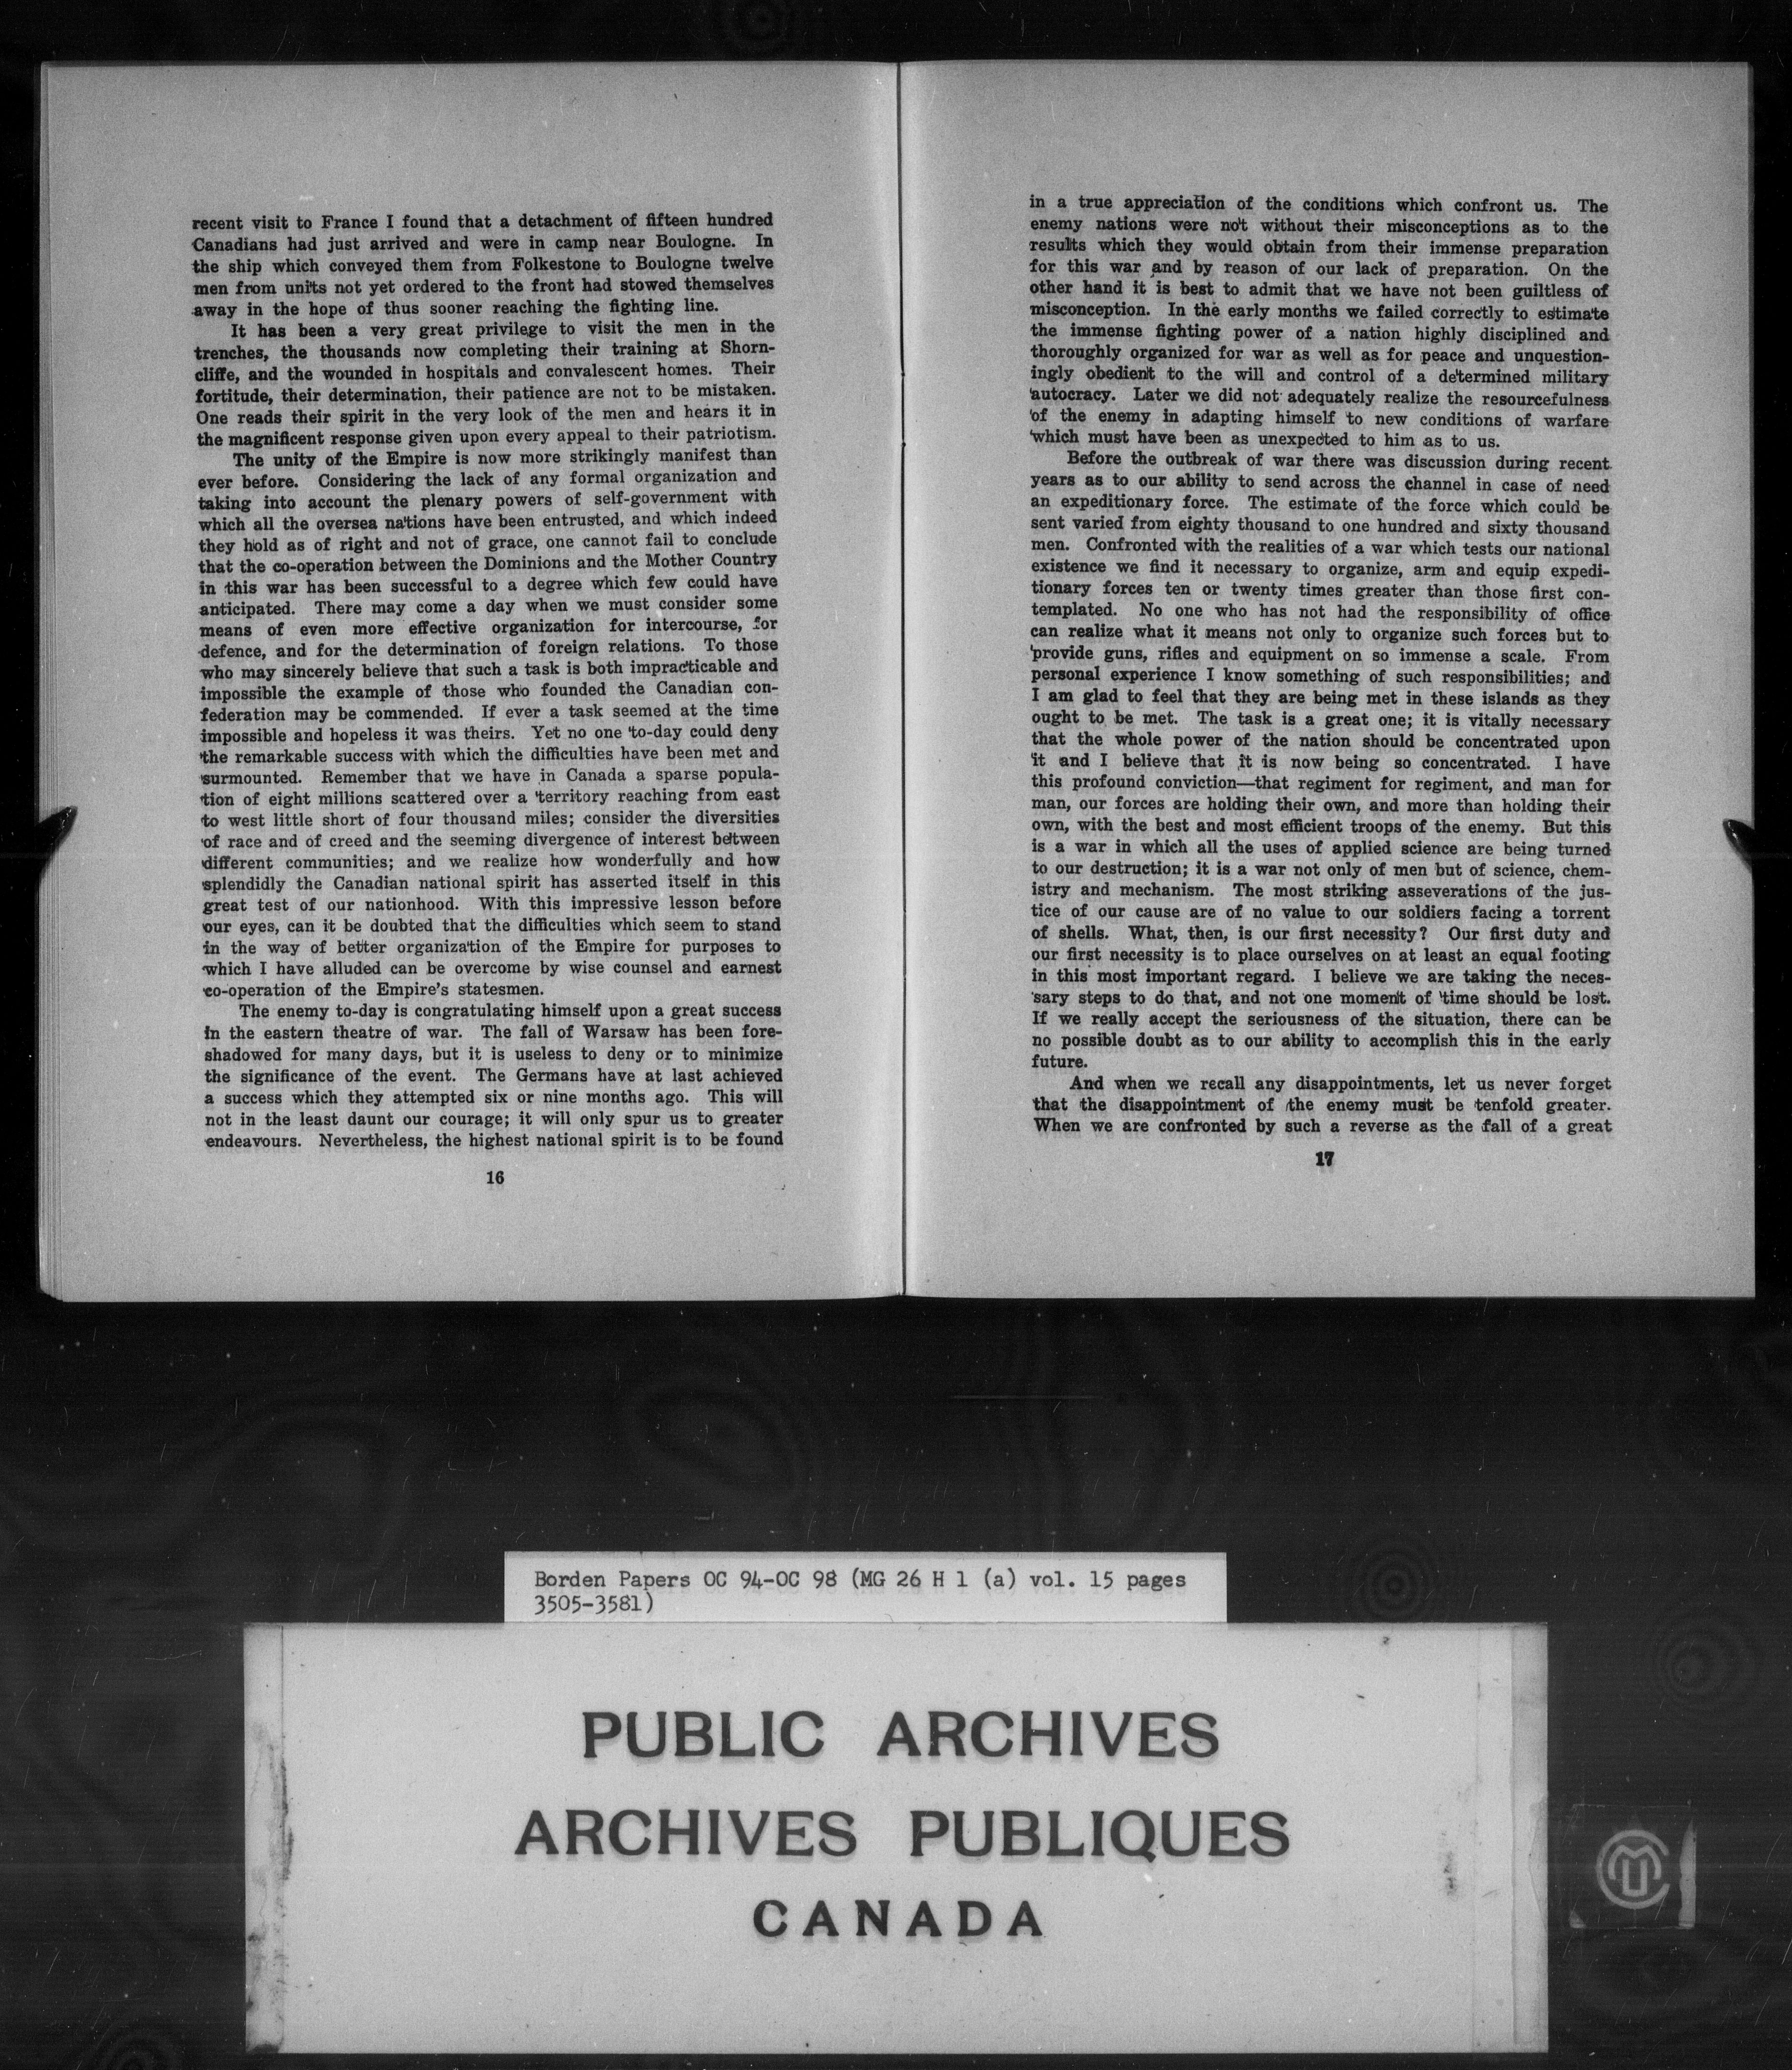 recent visit to France I found that a detachment of fifteen hundred
Canadians had just arrived and were in camp near Boulogne. In
the ship which conveyed them from Folkestone to Boulogne twelve
men from units not yet ordered to the front had stowed themselves
away in the hope of thus sooner reaching the fighting line.
It has been a very great privilege to visit the men in the
trenches, the thousands now completing their training at Shorn-
cliffe, and the wounded in hospitals and convalescent homes. Their
fortitude, their determination, their patience are not to be mistaken.
One reads their spirit in the very look of the men and hears it in
the magnificent response given upon every appeal to their patriotism.
The unity of the Empire is now more strikingly manifest than
ever before. Considering the lack of any formal organization and
taking into account the plenary powers of self-government with
which all the oversea nations have been entrusted, and which indeed
they hold as of right and not of grace, one cannot fail to conclude
that the co-operation between the Dominions and the Mother Country
in this war has been successful to a degree which few could have
anticipated. There may come a day when we must consider some
means of even more effective organization for intercourse, for
defence, and for the determination of foreign relations. To those
who may sincerely believe that such a task is both impracticable and
impossible the example of those who founded the Canadian con-
federation may be commended. If ever a task seemed at the time
impossible and hopeless it was theirs. Yet no one to-day could deny
the remarkable success with which the difficulties have been met and
surmounted. Remember that we have in Canada a sparse popula-
tion of eight millions scattered over a territory reaching from east
to west little short of four thousand miles; consider the diversities
of race and of creed and the seeming divergence of interest between
different communities; and we realize how wonderfully and how
splendidly the Canadian national spirit has asserted itself in this
great test of our nationhood. With this impressive lesson before
our eyes, can it be doubted that the difficulties which seem to stand
in the way of better organization of the Empire for purposes to
which I have alluded can be overcome by wise counsel and earnest
co-operation of the Empire's statesmen.
The enemy to-day is congratulating himself upon a great success
in the eastern theatre of war. The fall of Warsaw has been fore-
shadowed for many days, but it is useless to deny or to minimize
the significance of the event. The Germans have at last achieved
a success which they attempted six or nine months ago. This will
not in the least daunt our courage; it will only spur us to greater
endeavours. Nevertheless, the highest national spirit is to be found
16
in a true appreciation of the conditions which confront us. The
enemy nations were not without their misconceptions as to the
results which they would obtain from their immense preparation
for this war and by reason of our lack of preparation. On the
other hand it is best to admit that we have not been guiltless of
misconception. In the early months we failed correctly to estimate
the immense fighting power of a nation highly disciplined and
thoroughly organized for war as well as for peace and unquestion-
ingly obedient to the will and control of a determined military
autocracy. Later we did not adequately realize the resourcefulness
of the enemy in adapting himself to new conditions of warfare
which must have been as unexpected to him as to us.
Before the outbreak of war there was discussion during recent
years as to our ability to send across the channel in case of need
an expeditionary force. The estimate of the force which could be
sent varied from eighty thousand to one hundred and sixty thousand
men. Confronted with the realities of a war which tests our national
existence we find it necessary to organize, arm and equip expedi-
tionary forces ten or twenty times greater than those first con-
templated. No one who has not had the responsibility of office
can realize what it means not only to organize such forces but to
provide guns, rifles and equipment on so immense a scale. From
personal experience I know something of such responsibilities; and
I am glad to feel that they are being met in these islands as they
ought to be met. The task is a great one; it is vitally necessary
that the whole power of the nation should be concentrated upon
it and I believe that it is now being so concentrated. I have
this profound conviction—that regiment for regiment, and man for
man, our forces are holding their own, and more than holding their
own, with the best and most efficient troops of the enemy. But this
is a war in which all the uses of applied science are being turned
to our destruction; it is a war not only of men but of science, chem-
istry and mechanism. The most striking asseverations of the jus-
tice of our cause are of no value to our soldiers facing a torrent
of shells. What, then, is our first necessity? Our first duty and
our first necessity is to place ourselves on at least an equal footing
in this most important regard. I believe we are taking the neces-
sary steps to do that, and not one moment of time should be lost.
If we really accept the seriousness of the situation, there can be
no possible doubt as to our ability to accomplish this in the early
future.
And when we recall any disappointments, let us never forget
that the disappointment of the enemy must be tenfold greater.
When we are confronted by such a reverse as the fall of a great
17
Borden Papers OC 94-OC 98 (MG 26 H 1 (a) vol. 15 pages
3505-3581)
PUBLIC ARCHIVES
ARCHIVES PUBLIQUES
CANADA